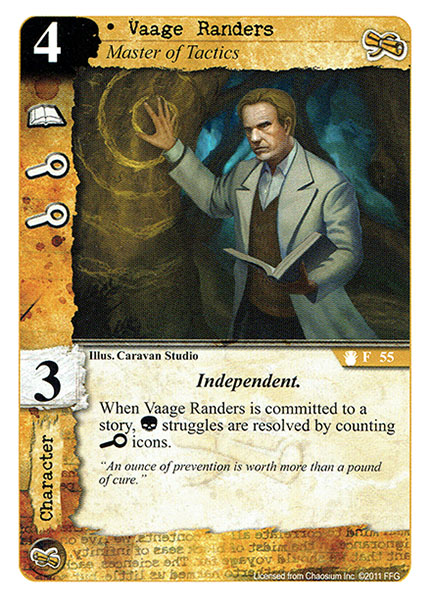 4
• Vaage Randers
Master of Tactics
Illus. Caravan Studio
F 55
3
Independent.
When Vaage Randers is committed to a
story, struggles are resolved by counting
icons.
“An ounce of prevention is worth more than a pound
of cure.”
Character
Licensed from Chaosium Inc. ©2011 FFG